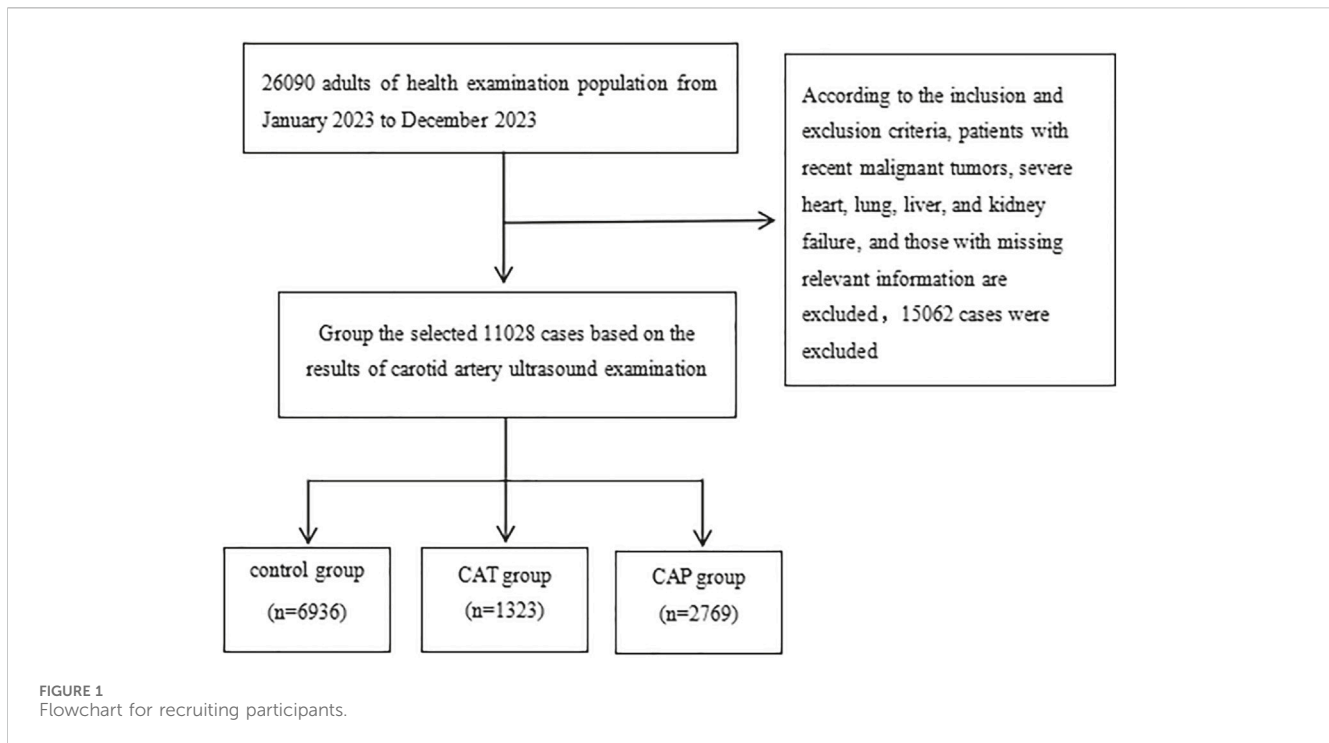 26090 adults of health examination population from
January 2023 to December 2023
According to the inclusion and
exclusion criteria, patients with
recent malignant tumors, severe
heart, lung, liver, and kidney
failure, and those with missing
relevant information are
excluded，15062 cases were
excluded
Group the selected 11028 cases based on the
results of carotid artery ultrasound examination
control group
(n=6936)
CAT group
(n=1323)
CAP group
(n=2769)
FIGURE 1
Flowchart for recruiting participants.